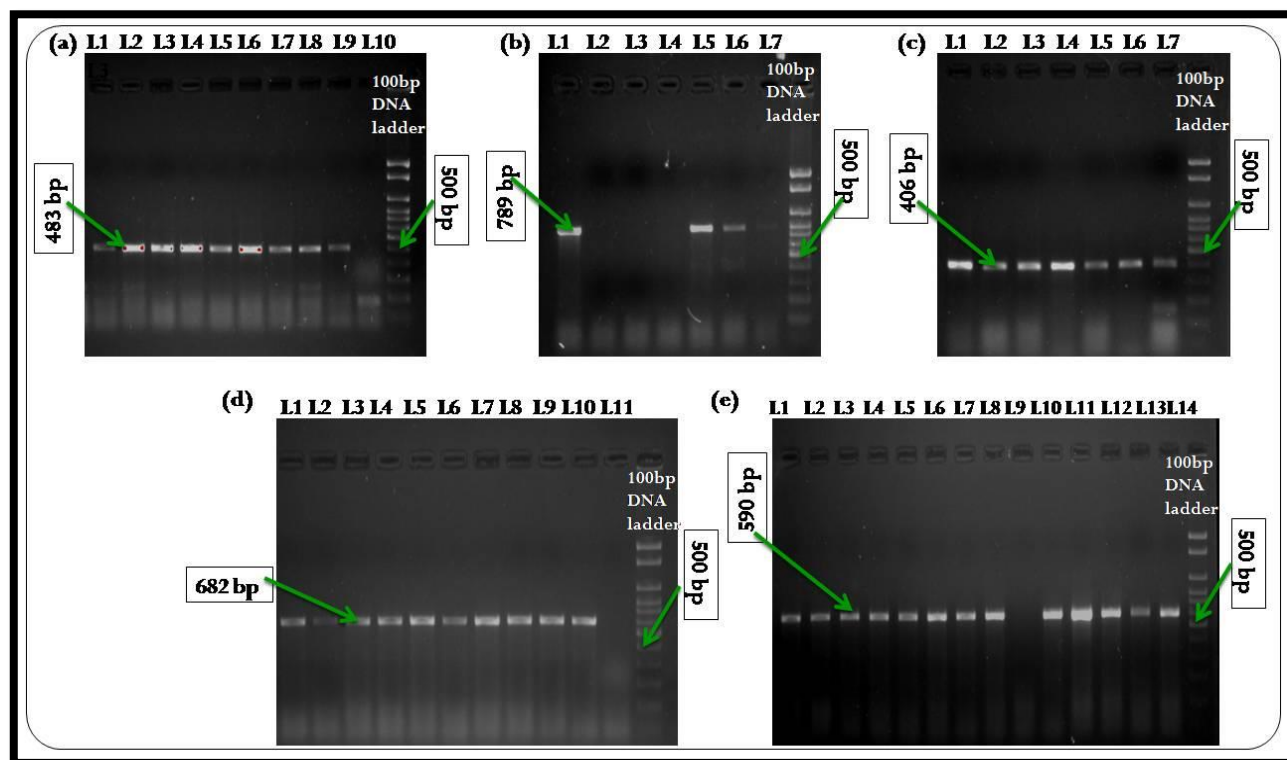 (a) L1 L2 L3 L4 L5 L6 L7 L8 L9 L10
L3
100bp
DNA
ladder
483 bp
500 bp
(b) L1 L2 L3 L4 L5 L6 L7
100bp
DNA
ladder
789 bp
500 bp
(c) L1 L2 L3 L4 L5 L6 L7
100bp
DNA
ladder
406 bp
500 bp
(d) L1 L2 L3 L4 L5 L6 L7 L8 L9 L10 L11
100bp
DNA
ladder
682 bp
500 bp
(e) L1 L2 L3 L4 L5 L6 L7 L8 L9 L10 L11 L12 L13 L14
100bp
DNA
ladder
590 bp
500 bp